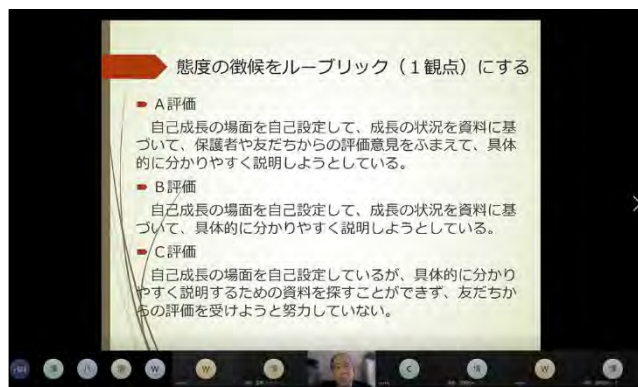 態度の徴候をルーブリック（１観点）にする
A評価
自己成長の場面を自己設定して、成長の状況を資料に基
づいて、保護者や友だちからの評価意見をふまえて、具体
的に分かりやすく説明しようとしている。
B評価
自己成長の場面を自己設定して、成長の状況を資料に基
づいて、具体的に分かりやすく説明しようとしている。
C評価
自己成長の場面を自己設定しているが、具体的に分かり
やすく説明するための資料を探すことができず、友だちか
らの評価を受けようと努力していない。
W W C W